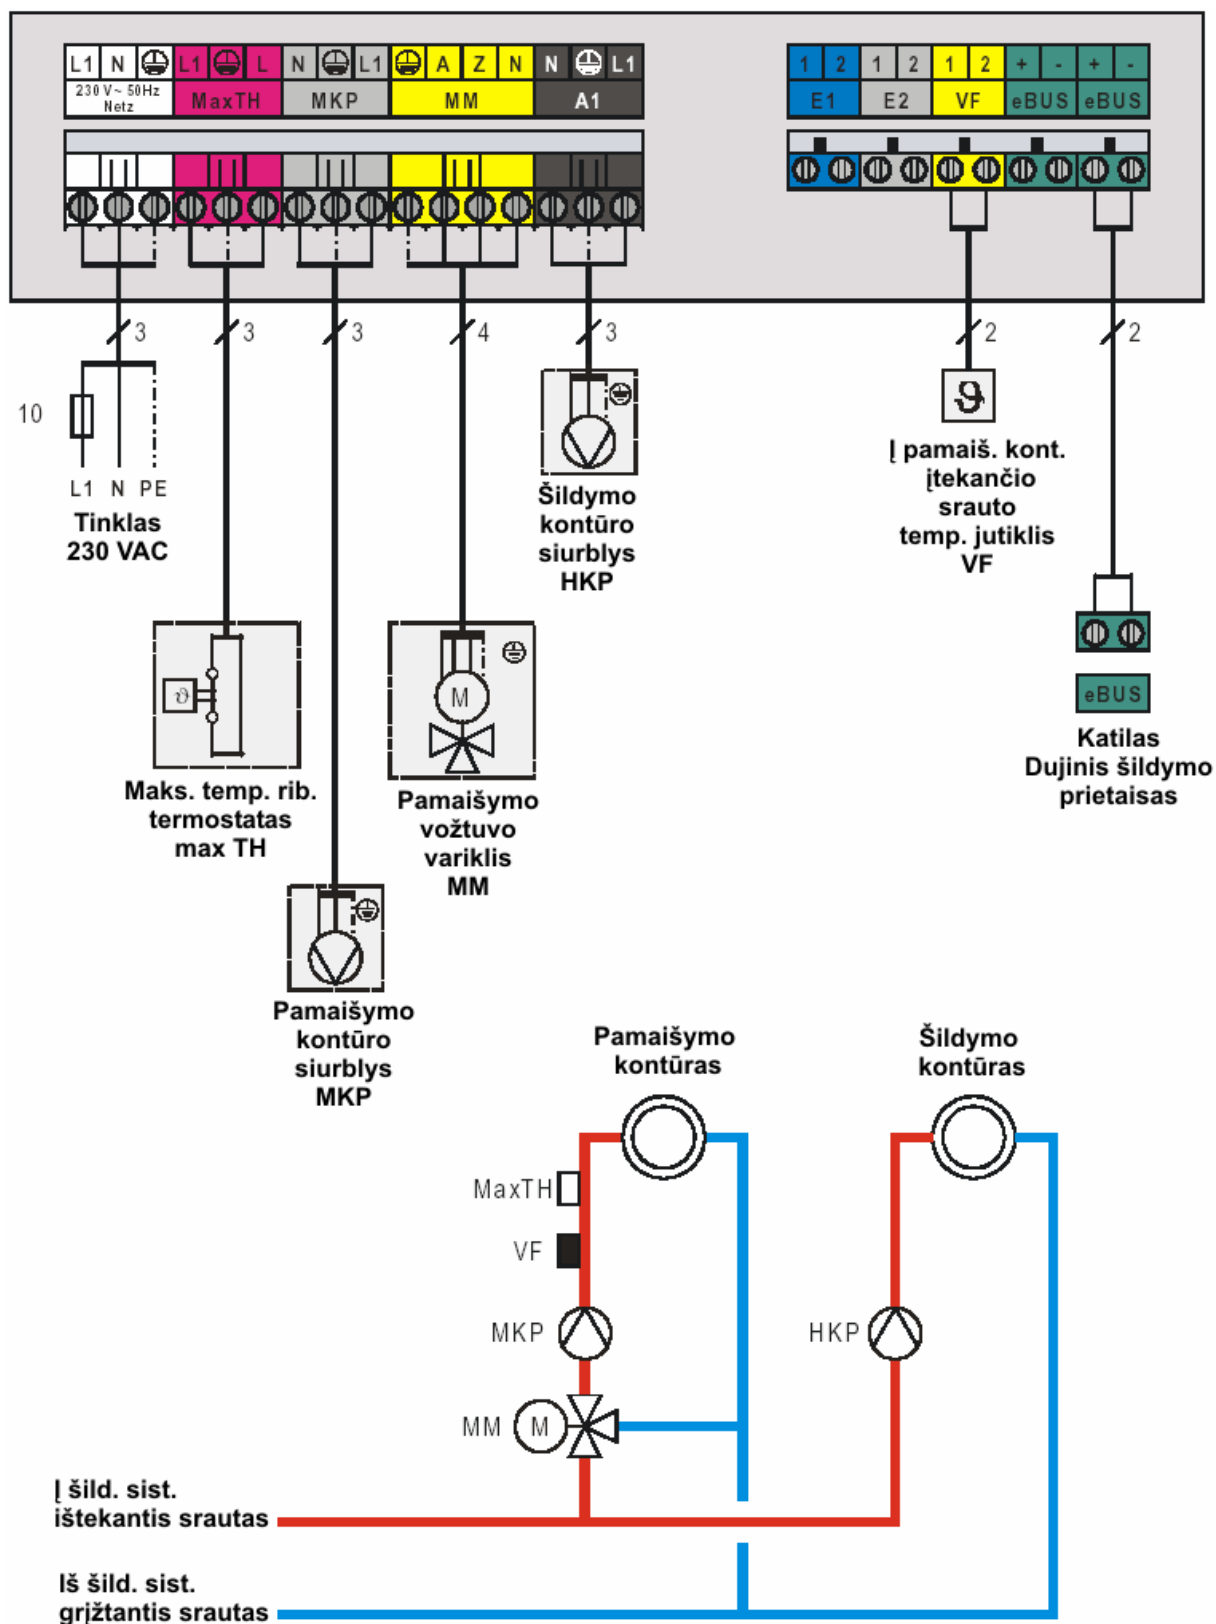 L1 N L1 L N L1 A Z N N L1
230 V~ 50Hz
Netz
MaxTH MKP MM A1
1 2 1 2 1 2 + - + -
E1 E2 VF eBUS eBUS
3 3 3 4 3 2 2
10
L1 N PE
Tinklas
230 VAC
Šildymo
kontūro
siurblys
HKP
ϑ
Į pamaiš. kont.
įtekančio
srauto
temp. jutiklis
VF
ϑ
Maks. temp. rib.
termostatas
max TH
M
Pamaišymo
vožtuvo
variklis
MM
eBUS
Katilas
Dujinis šildymo
prietaisas
Pamaišymo
kontūro
siurblys
MKP
Pamaišymo
kontūras
Šildymo
kontūras
MaxTH
VF
MKP
HKP
MM M
Į šild. sist.
ištekantis srautas
Iš šild. sist.
grįžtantis srautas